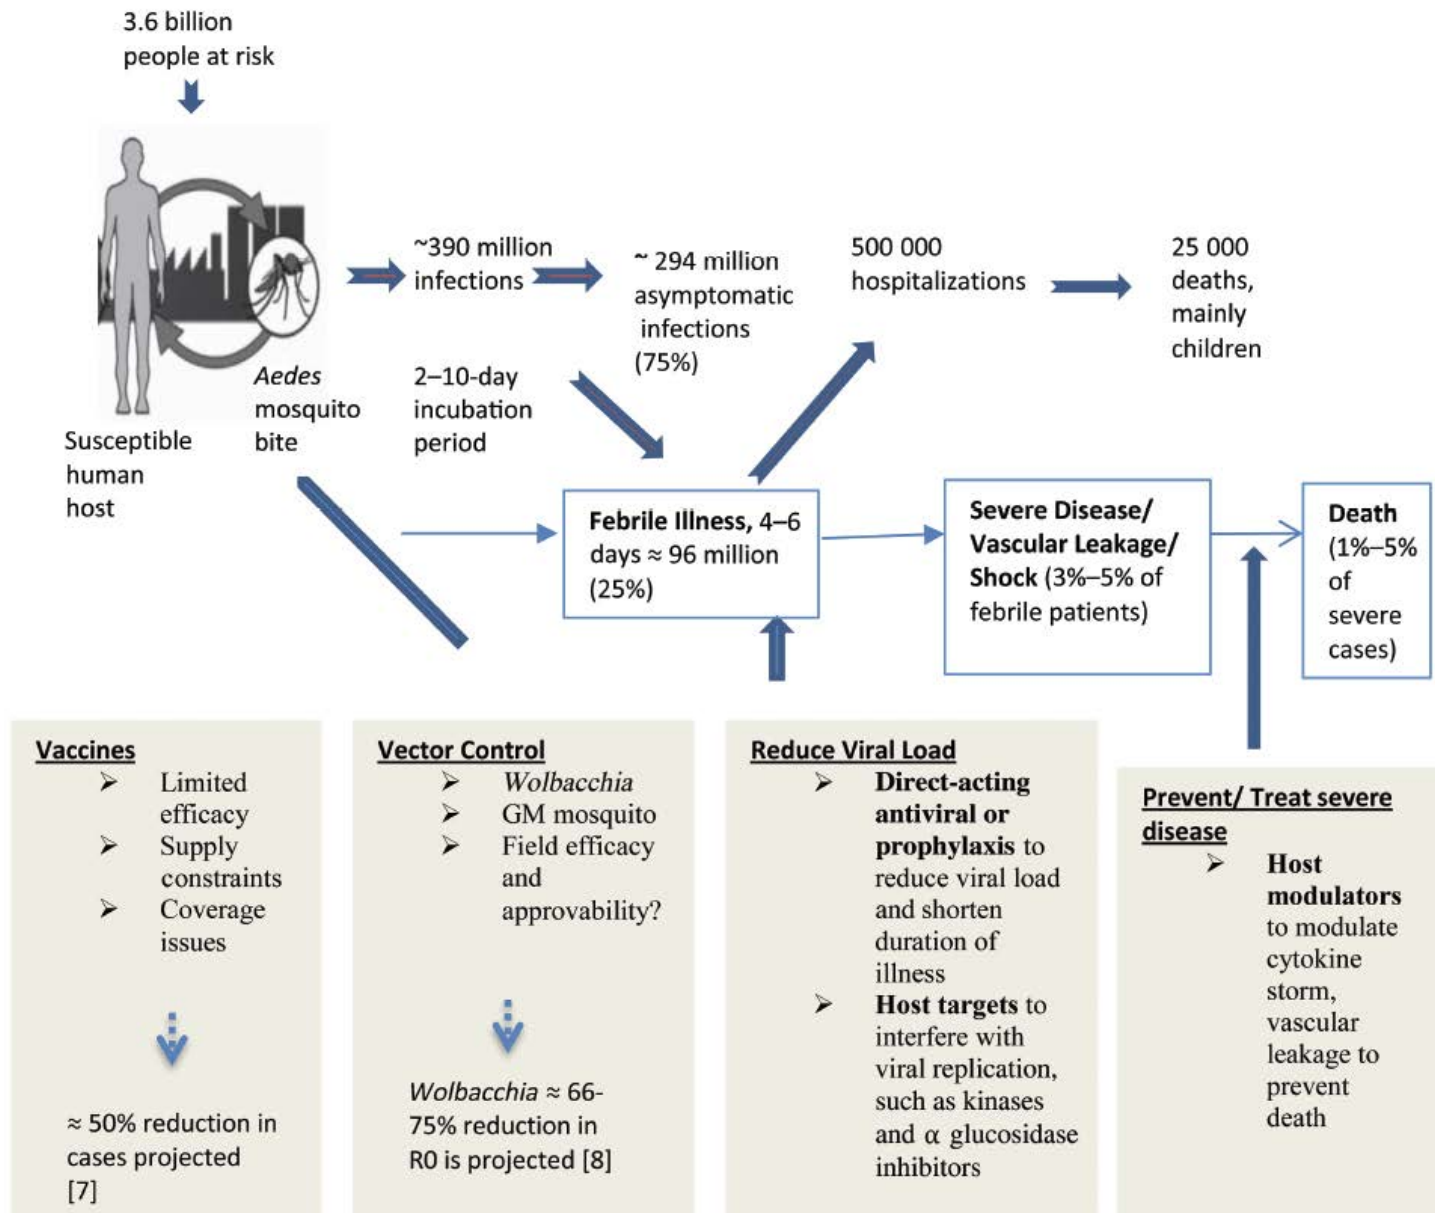 3.6 billion
people at risk
Susceptible
human
host
Aedes
mosquito
bite
~390 million
infections
2–10-day
incubation
period
~ 294 million
asymptomatic
infections
(75%)
500 000
hospitalizations
25 000
deaths,
mainly
children
Febrile Illness, 4–6
days ≈ 96 million
(25%)
Severe Disease/
Vascular Leakage/
Shock (3%–5% of
febrile patients)
Death
(1%–5%
of
severe
cases)
Vaccines
➢ Limited
efficacy
➢ Supply
constraints
➢ Coverage
issues
≈ 50% reduction in
cases projected
[7]
Vector Control
➢ Wolbacchia
➢ GM mosquito
➢ Field efficacy
and
approvability?
Wolbacchia ≈ 66-
75% reduction in
R0 is projected [8]
Reduce Viral Load
➢ Direct-acting
antiviral or
prophylaxis to
reduce viral load
and shorten
duration of
illness
➢ Host targets to
interfere with
viral replication,
such as kinases
and α glucosidase
inhibitors
Prevent/ Treat severe
disease
➢ Host
modulators
to modulate
cytokine
storm,
vascular
leakage to
prevent
death